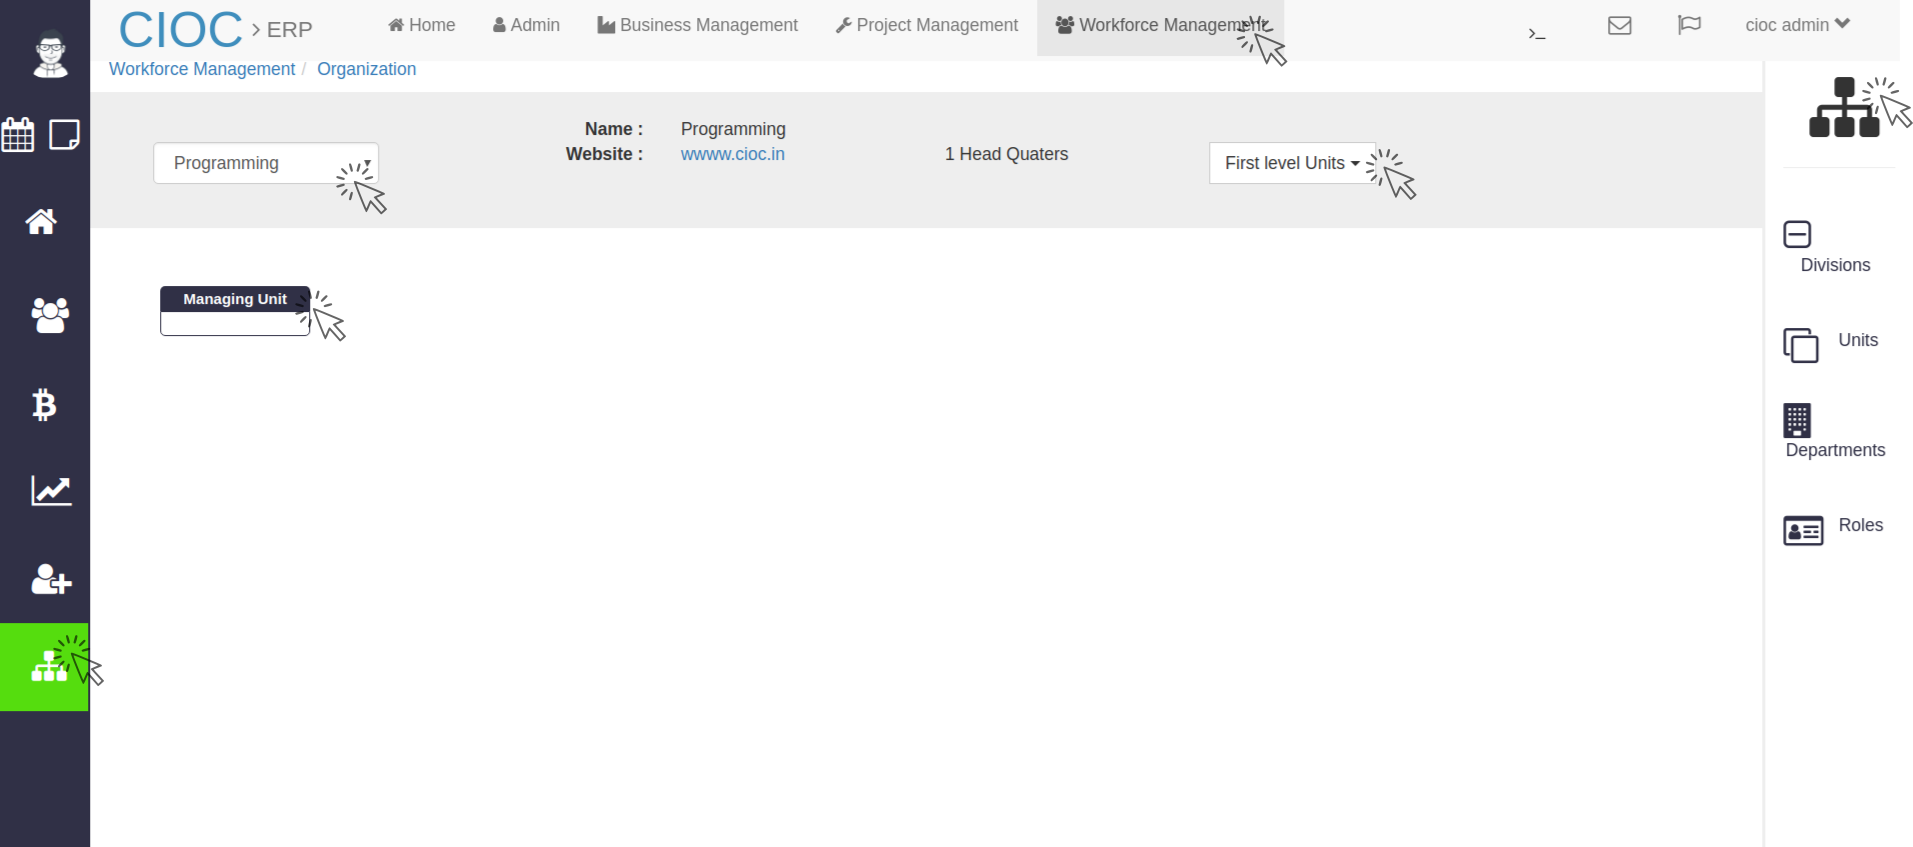 CIOC > ERP
Home
Admin
Business Management
Project Management
Workforce Management
>_
cioc admin
Workforce Management / Organization
Programming
Name : Programming
Website : wwww.cioc.in
1 Head Quaters
First level Units
Managing Unit
Divisions
Units
Departments
Roles